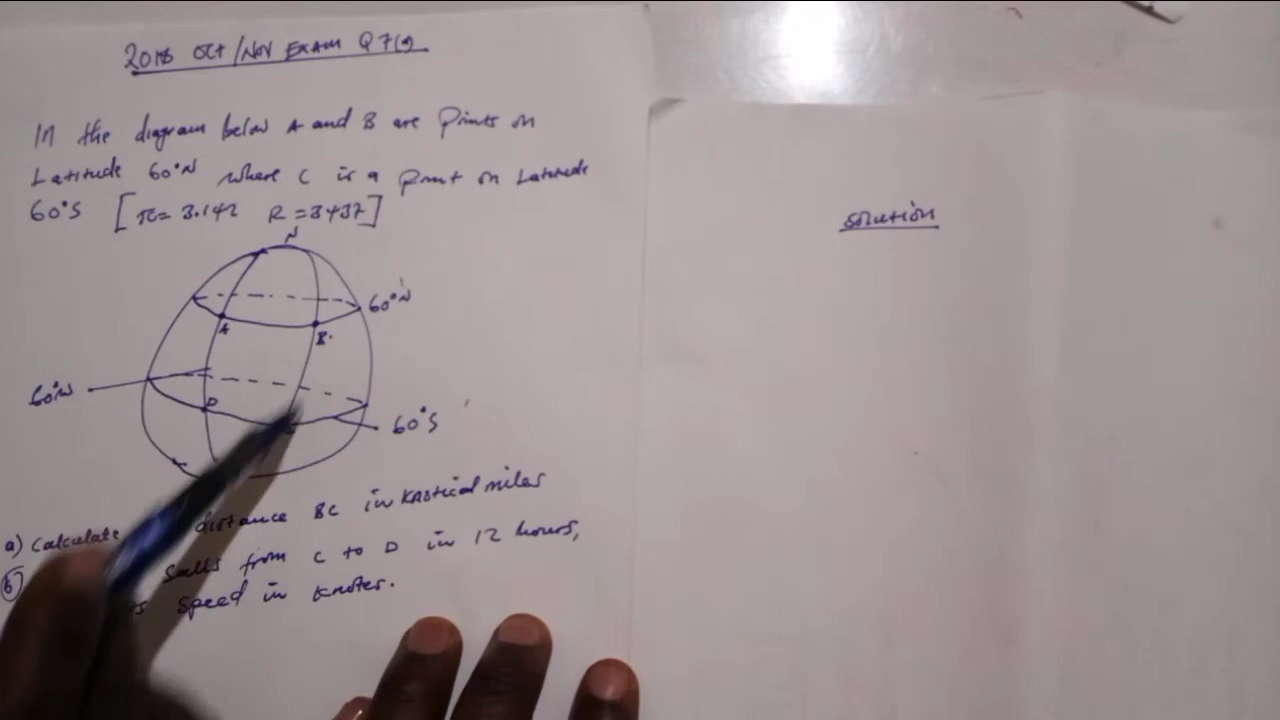 2018 Oct/Nov Exam Q7(a)
In the diagram below A and B are points on
Latitude 60°N where C is a point on Latitude
60°S [π= 3.142 R = 3437]
N
60°N
A
B
60°W
D
60°S
a) Calculate distance BC in nautical miles
(b) sails from C to D in 12 hours,
speed in knotes.
Solution